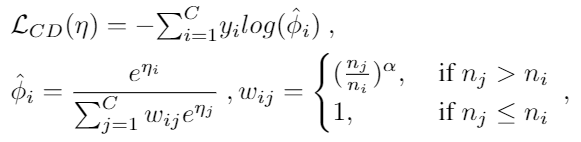 \mathcal{L}_{CD}(\eta) = -\sum_{i=1}^{C} y_i log(\hat{\phi}_i) ,
\hat{\phi}_i = \frac{e^{\eta_i}}{\sum_{j=1}^{C} w_{ij} e^{\eta_j}} , w_{ij} = \begin{cases} (\frac{n_j}{n_i})^{\alpha}, & \text{if } n_j > n_i \\ 1, & \text{if } n_j \leq n_i \end{cases} ,